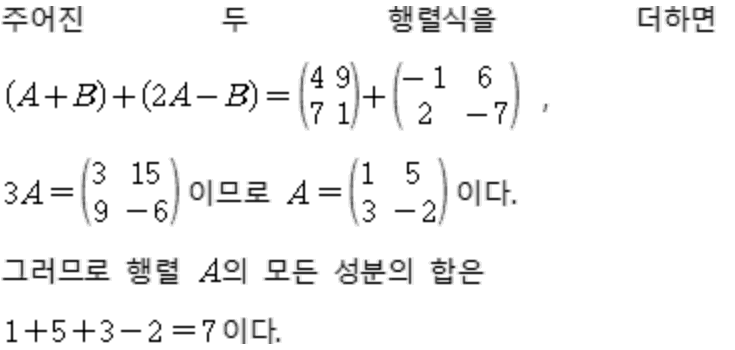 주어진 두 행렬식을 더하면
(A+B)+(2A−B)=(4 9 7 1)+(−1 6 2 −7) ,
3A=(3 15 9 −6)이므로 A=(1 5 3 −2)이다.
그러므로 행렬 A의 모든 성분의 합은
1+5+3−2=7이다.